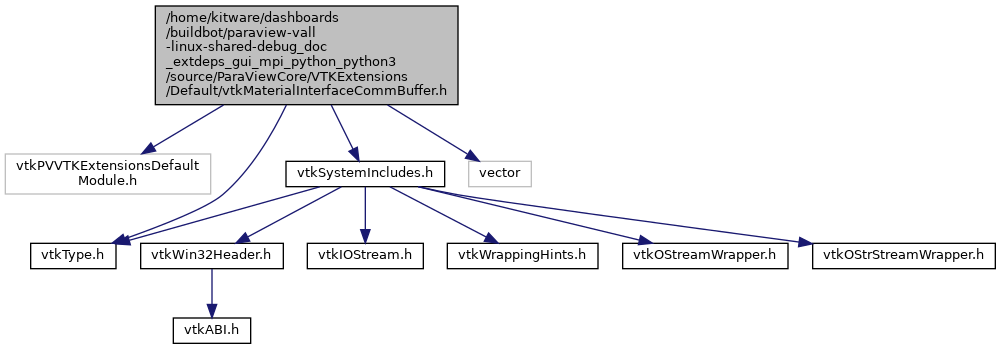 /home/kitware/dashboards
/buildbot/paraview-vall
-linux-shared-debug_doc
_extdeps_gui_mpi_python_python3
/source/ParaViewCore/VTKExtensions
/Default/vtkMaterialInterfaceCommBuffer.h
vtkPVVTKExtensionsDefault
Module.h
vtkSystemIncludes.h
vector
vtkType.h
vtkWin32Header.h
vtkIOStream.h
vtkWrappingHints.h
vtkOStreamWrapper.h
vtkOStrStreamWrapper.h
vtkABI.h